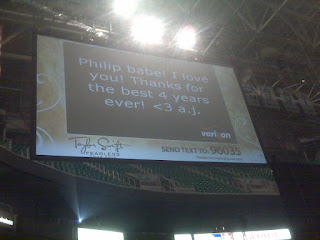 Philip babe! I love
you! Thanks for
the best 4 years
ever! <3 a.j.
verizon
Taylor Swift
FEARLESS
SEND TEXT TO: 96035